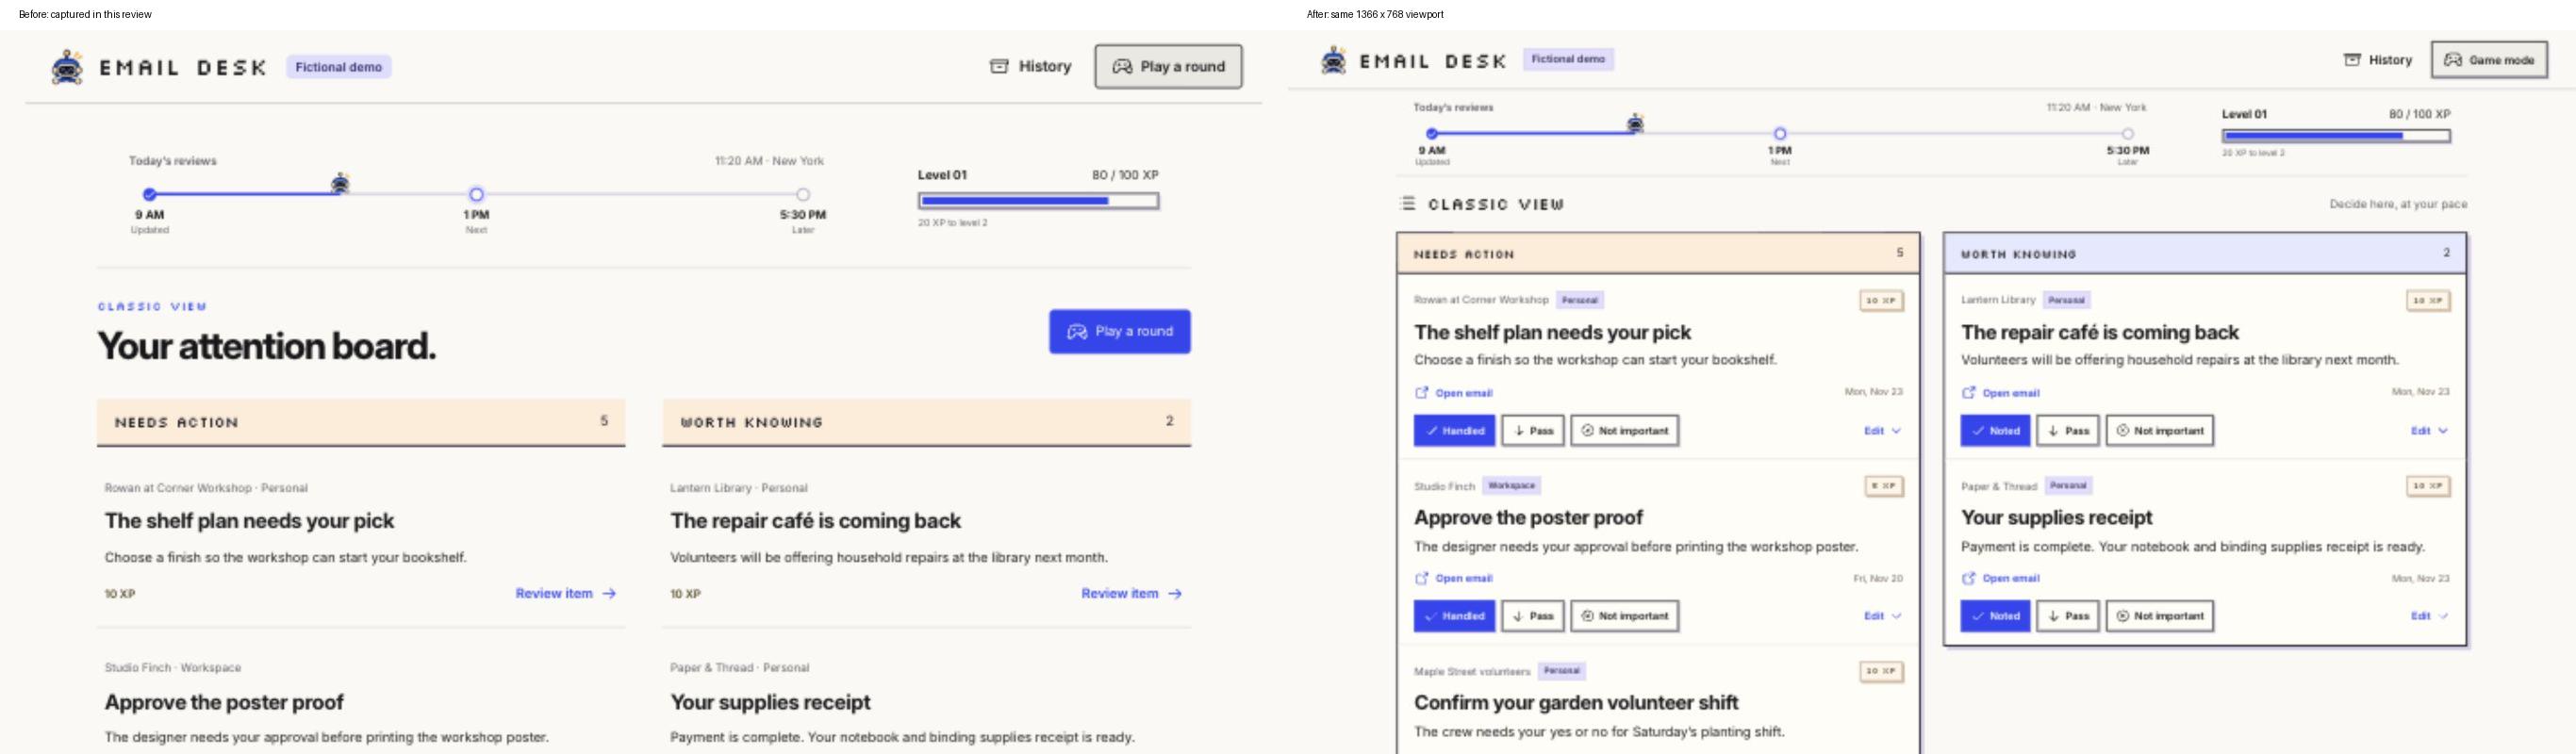 Before: captured in this review
EMAIL DESK Fictional demo History Play a round
Today's reviews 11:20 AM · New York
9 AM 1 PM 5:30 PM
Updated Next Later
Level 01 80 / 100 XP
20 XP to level 2
CLASSIC VIEW
Your attention board.
Play a round
NEEDS ACTION 5
Rowan at Corner Workshop · Personal
The shelf plan needs your pick
Choose a finish so the workshop can start your bookshelf.
10 XP Review item
Studio Finch · Workspace
Approve the poster proof
The designer needs your approval before printing the workshop poster.
WORTH KNOWING 2
Lantern Library · Personal
The repair café is coming back
Volunteers will be offering household repairs at the library next month.
10 XP Review item
Paper & Thread · Personal
Your supplies receipt
Payment is complete. Your notebook and binding supplies receipt is ready.
After: same 1366 x 768 viewport
EMAIL DESK Fictional demo History Game mode
Today's reviews 11:20 AM · New York
9 AM 1 PM 5:30 PM
Updated Next Later
Level 01 80 / 100 XP
20 XP to level 2
CLASSIC VIEW Decide here, at your pace
NEEDS ACTION 5
Rowan at Corner Workshop Personal 10 XP
The shelf plan needs your pick
Choose a finish so the workshop can start your bookshelf.
Open email Mon, Nov 23
Handled Pass Not important Edit
Studio Finch Workspace XP
Approve the poster proof
The designer needs your approval before printing the workshop poster.
Open email Fri, Nov 20
Handled Pass Not important Edit
Maple Street volunteers Personal 10 XP
Confirm your garden volunteer shift
The crew needs your yes or no for Saturday's planting shift.
WORTH KNOWING 2
Lantern Library Personal 10 XP
The repair café is coming back
Volunteers will be offering household repairs at the library next month.
Open email Mon, Nov 23
Noted Pass Not important Edit
Paper & Thread Personal 10 XP
Your supplies receipt
Payment is complete. Your notebook and binding supplies receipt is ready.
Open email Mon, Nov 23
Noted Pass Not important Edit